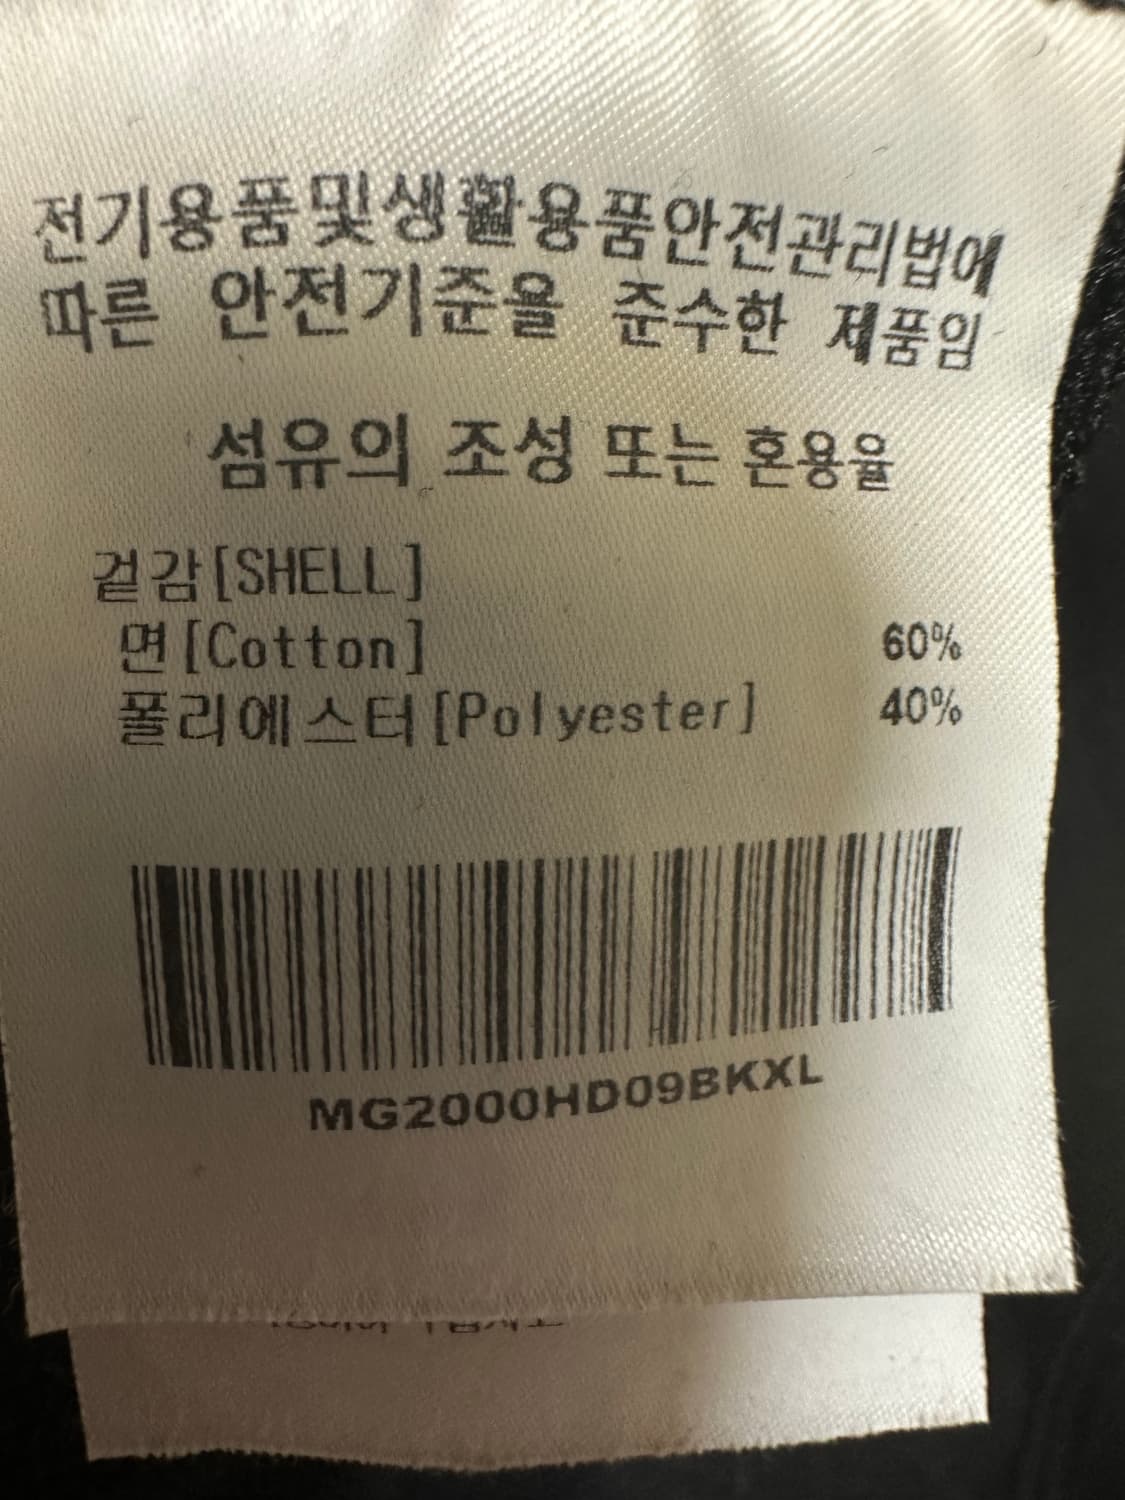 전기용품및생활용품안전관리법에
따른 안전기준율 준수한 제품임
섬유의 조성 또는 혼용율
겉감[SHELL]
면[Cotton] 60%
폴리에스터[Polyester] 40%
MG2000HD09BKXL